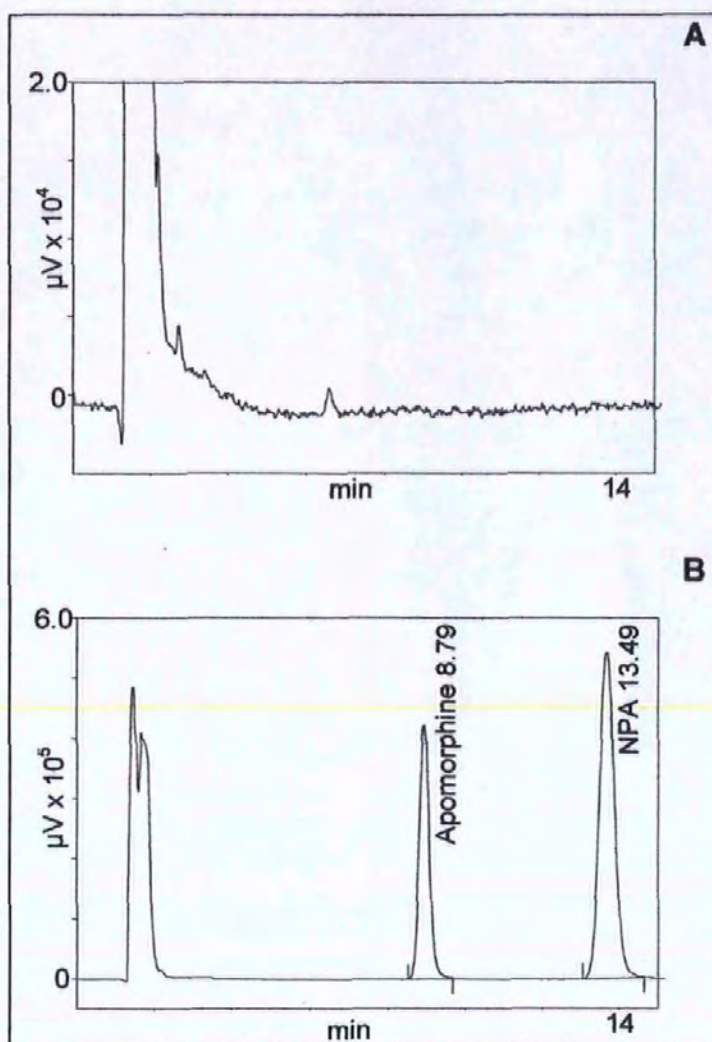 A
2.0
µV x 10⁴
0
min
14
B
6.0
µV x 10⁵
0
Apomorphine 8.79
NPA 13.49
min
14